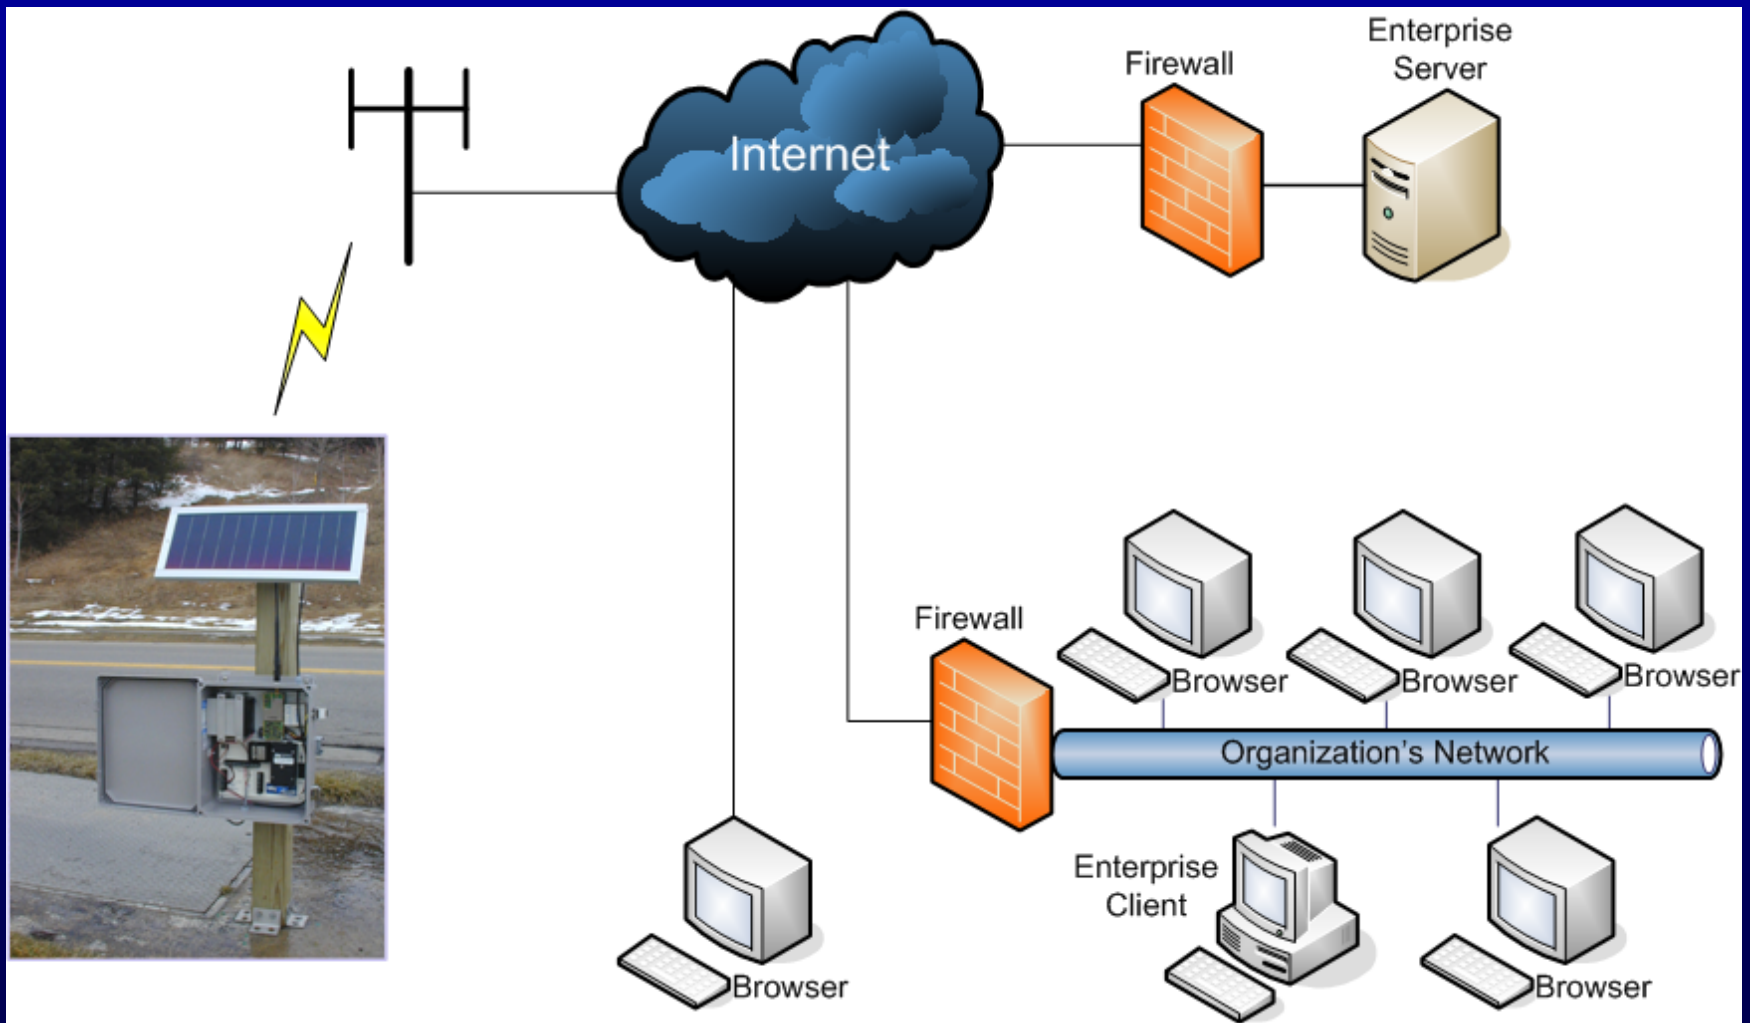 Enterprise
Server
Firewall
Internet
Firewall
Browser
Browser
Browser
Organization's Network
Enterprise
Client
Browser
Browser